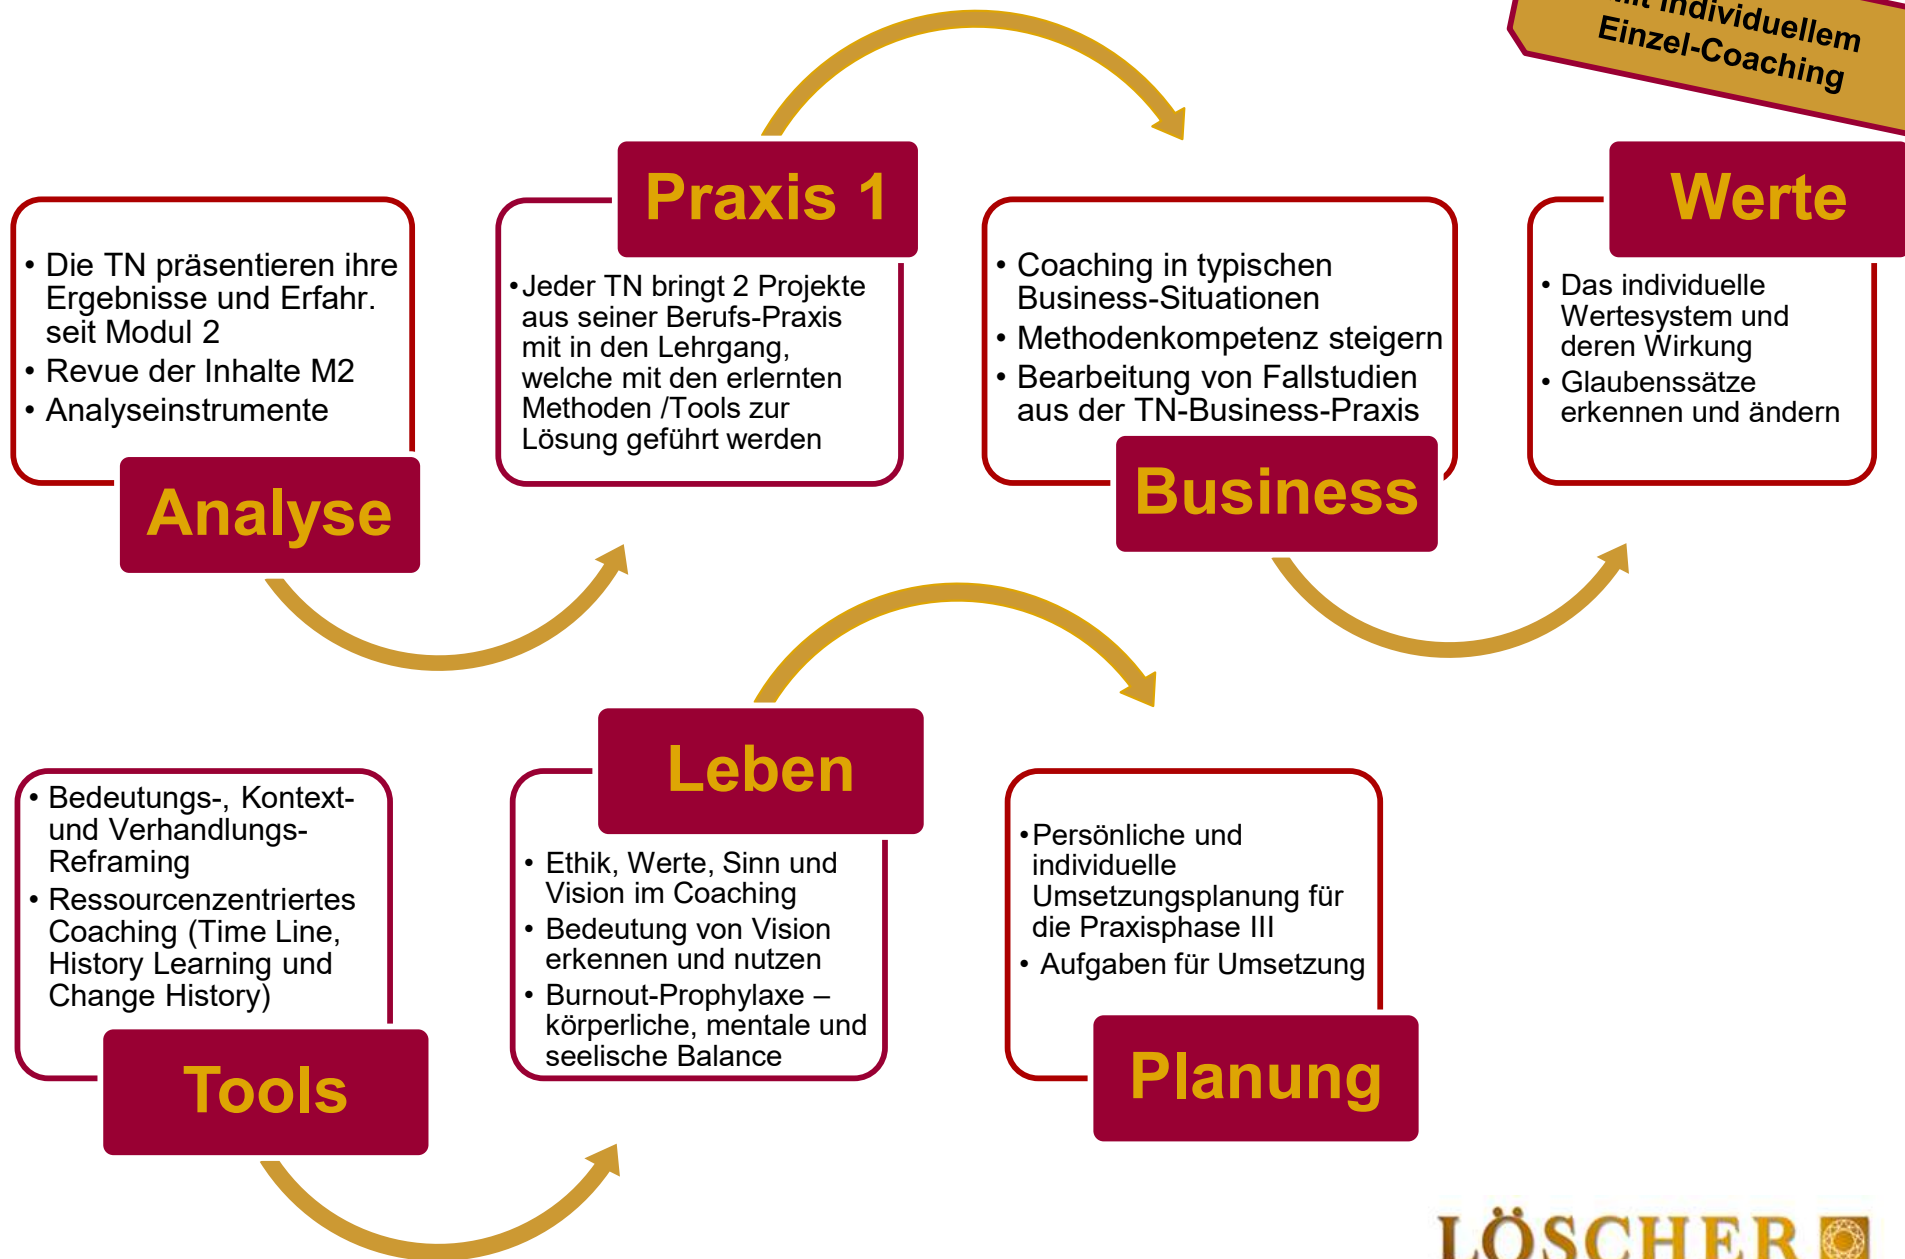 individuellem
Einzel-Coaching
• Die TN präsentieren ihre
Ergebnisse und Erfahr.
seit Modul 2
• Revue der Inhalte M2
• Analyseinstrumente
Analyse
Praxis 1
• Jeder TN bringt 2 Projekte
aus seiner Berufs-Praxis
mit in den Lehrgang,
welche mit den erlernten
Methoden /Tools zur
Lösung geführt werden
• Coaching in typischen
Business-Situationen
• Methodenkompetenz steigern
• Bearbeitung von Fallstudien
aus der TN-Business-Praxis
Business
Werte
• Das individuelle
Wertesystem und
deren Wirkung
• Glaubenssätze
erkennen und ändern
• Bedeutungs-, Kontext-
und Verhandlungs-
Reframing
• Ressourcenzentriertes
Coaching (Time Line,
History Learning und
Change History)
Tools
Leben
• Ethik, Werte, Sinn und
Vision im Coaching
• Bedeutung von Vision
erkennen und nutzen
• Burnout-Prophylaxe –
körperliche, mentale und
seelische Balance
• Persönliche und
individuelle
Umsetzungsplanung für
die Praxisphase III
• Aufgaben für Umsetzung
Planung
LÖSCHER